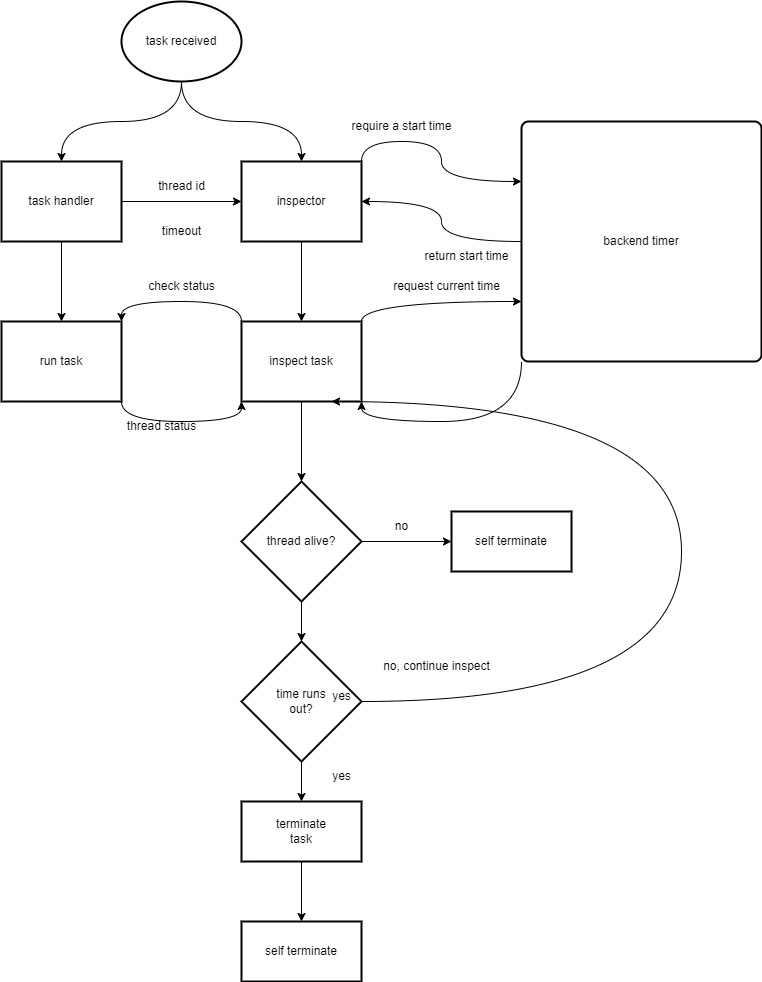 task received
require a start time
task handler
thread id
inspector
timeout
backend timer
return start time
check status
request current time
run task
inspect task
thread status
thread alive?
no
self terminate
no, continue inspect
time runs
out?
yes
yes
terminate
task
self terminate